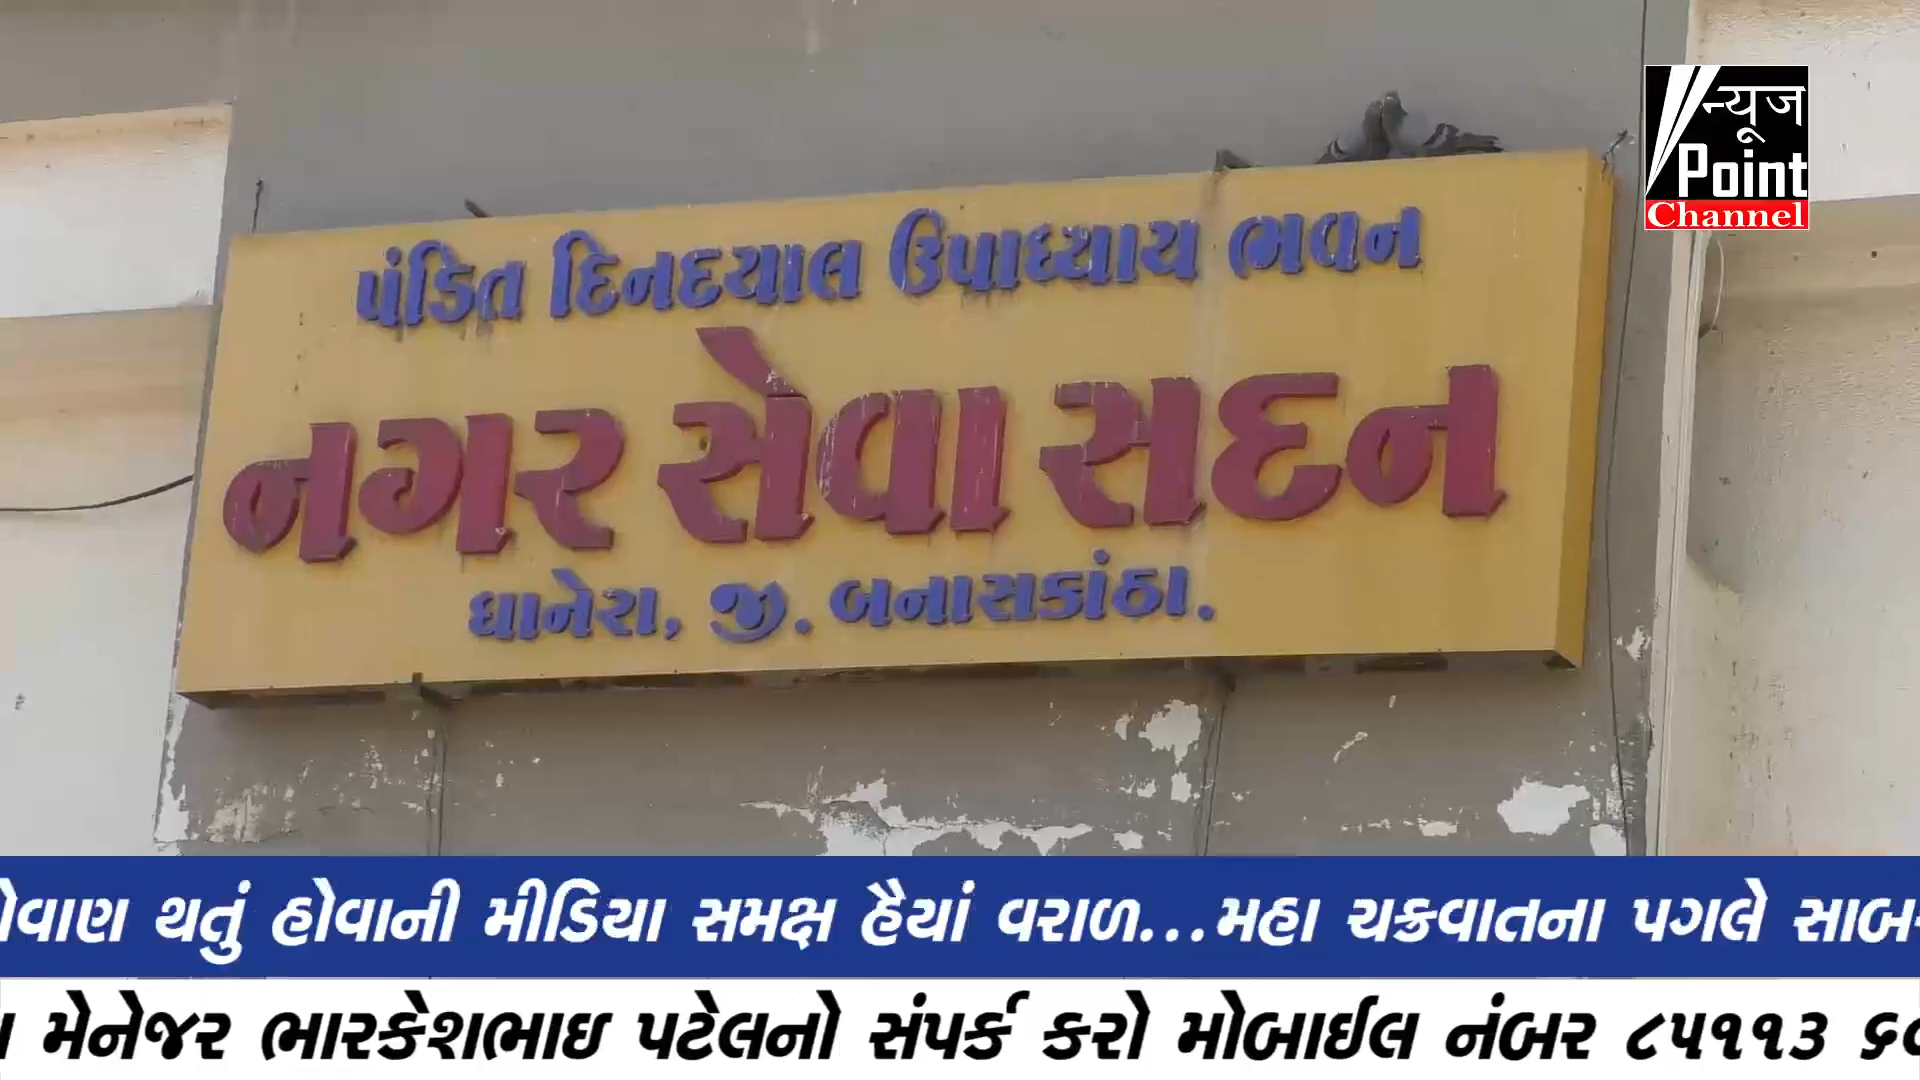 ન્યૂજ
Point
Channel
પંડિત દિનદયાલ ઉપાધ્યાય ભવન
નગર સેવા સદન
ધાનેરા, જી. બનાસકાંઠા.
થતું હોવાની મીડિયા સમક્ષ હૈયાં વરાળ...મહા ચક્રવાતના પગલે
મેનેજર ભારકેશભાઇ પટેલનો સંપર્ક કરો મોબાઈલ નંબર ૮૫૧૧૩